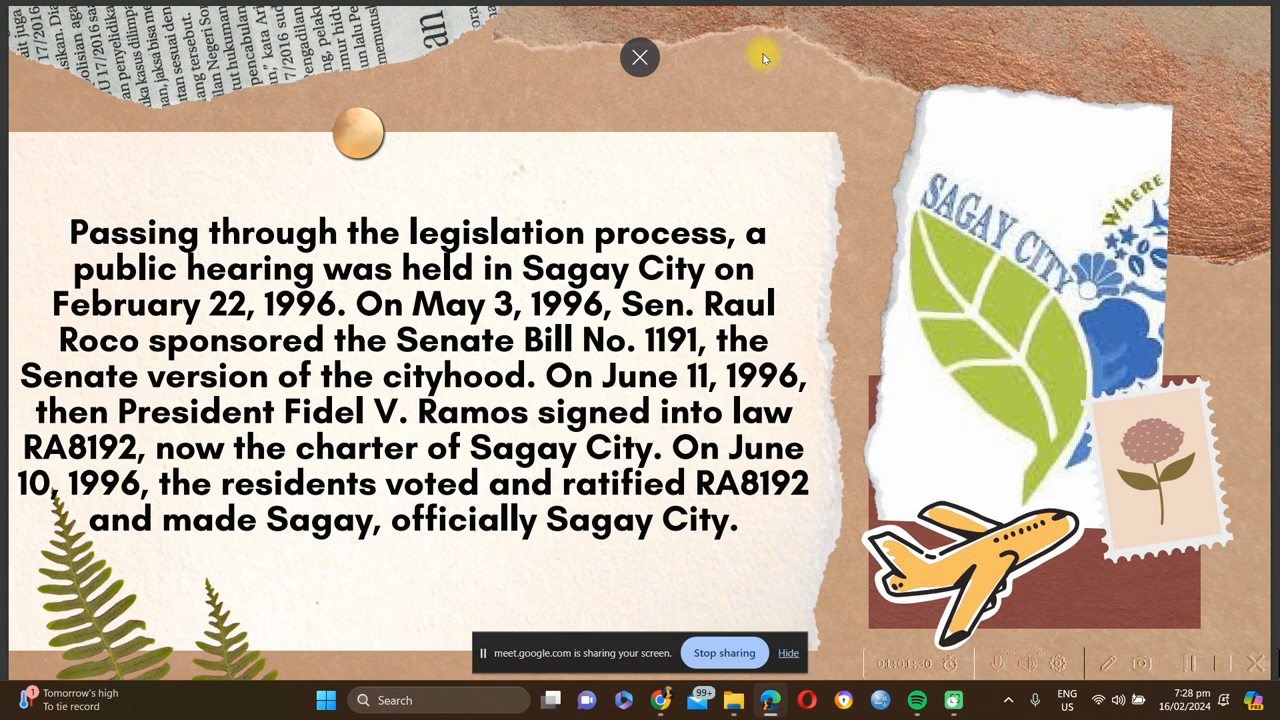 Passing through the legislation process, a
public hearing was held in Sagay City on
February 22, 1996. On May 3, 1996, Sen. Raul
Roco sponsored the Senate Bill No. 1191, the
Senate version of the cityhood. On June 11, 1996,
then President Fidel V. Ramos signed into law
RA8192, now the charter of Sagay City. On June
10, 1996, the residents voted and ratified RA8192
and made Sagay, officially Sagay City.
SAGAY CITY
Where
meet.google.com is sharing your screen.
Stop sharing
Hide
01:01:30
Tomorrow's high
To tie record
Search
99+
ENG
US
7:28 pm
16/02/2024